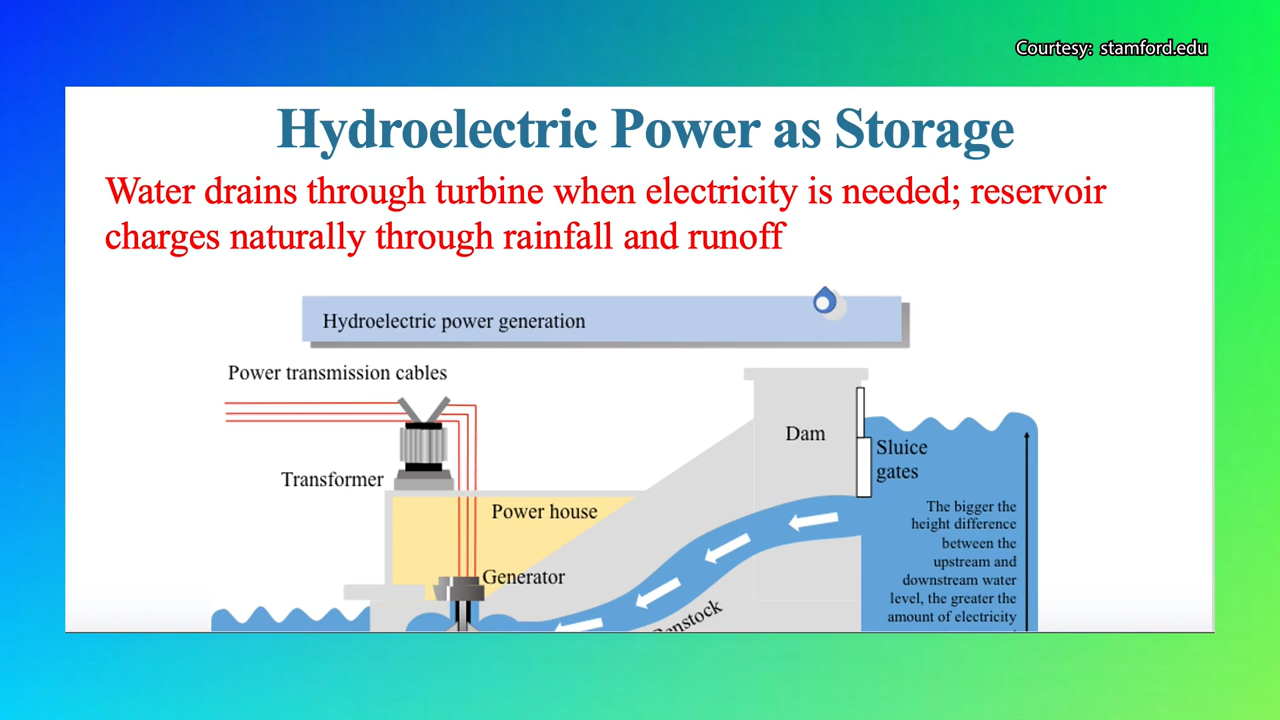 Courtesy: stamford.edu
Hydroelectric Power as Storage
Water drains through turbine when electricity is needed; reservoir
charges naturally through rainfall and runoff
Hydroelectric power generation
Power transmission cables
Dam
Sluice
gates
Transformer
Power house
The bigger the
height difference
between the
upstream and
downstream water
level, the greater the
amount of electricity
Generator